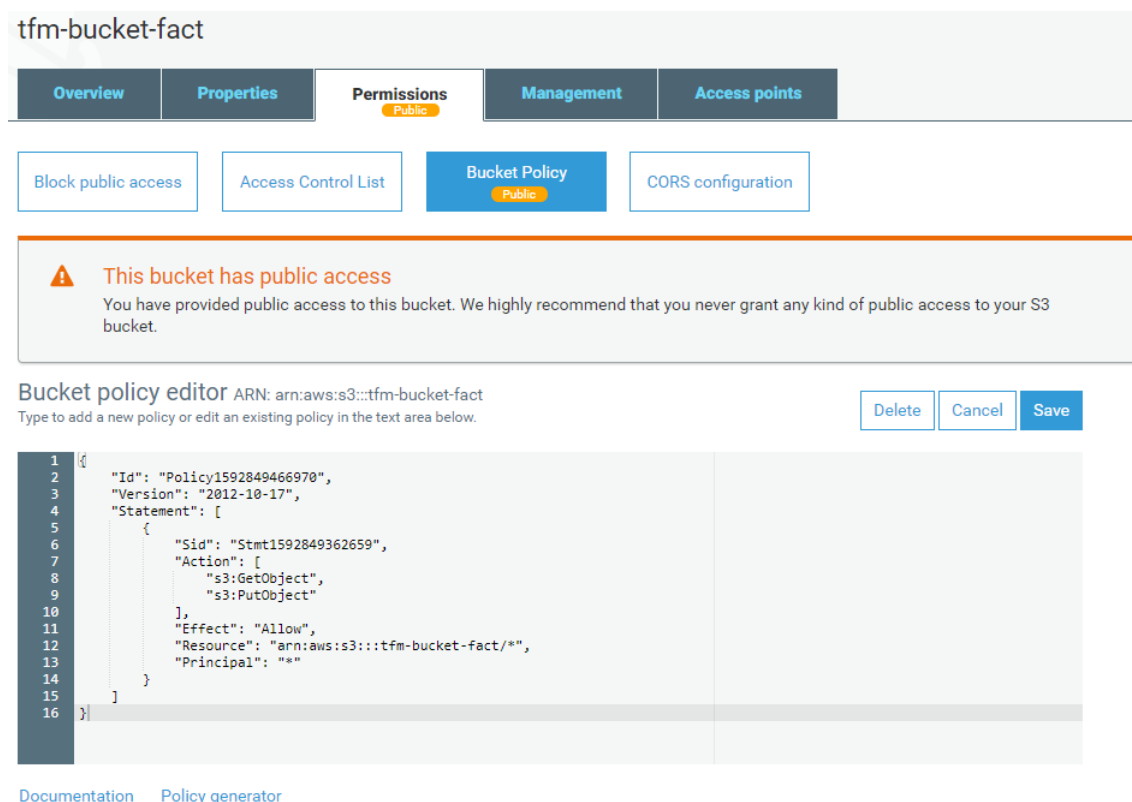 tfm-bucket-fact
Overview Properties Permissions Management Access points
Public
Block public access Access Control List Bucket Policy CORS configuration
Public
This bucket has public access
You have provided public access to this bucket. We highly recommend that you never grant any kind of public access to your S3
bucket.
Bucket policy editor ARN: arn:aws:s3:::tfm-bucket-fact
Type to add a new policy or edit an existing policy in the text area below.
Delete Cancel Save
1 {
2 "Id": "Policy1592849466970",
3 "Version": "2012-10-17",
4 "Statement": [
5 {
6 "Sid": "Stmt1592849362659",
7 "Action": [
8 "s3:GetObject",
9 "s3:PutObject"
10 ],
11 "Effect": "Allow",
12 "Resource": "arn:aws:s3:::tfm-bucket-fact/*",
13 "Principal": "*"
14 }
15 ]
16 }
Documentation Policy generator